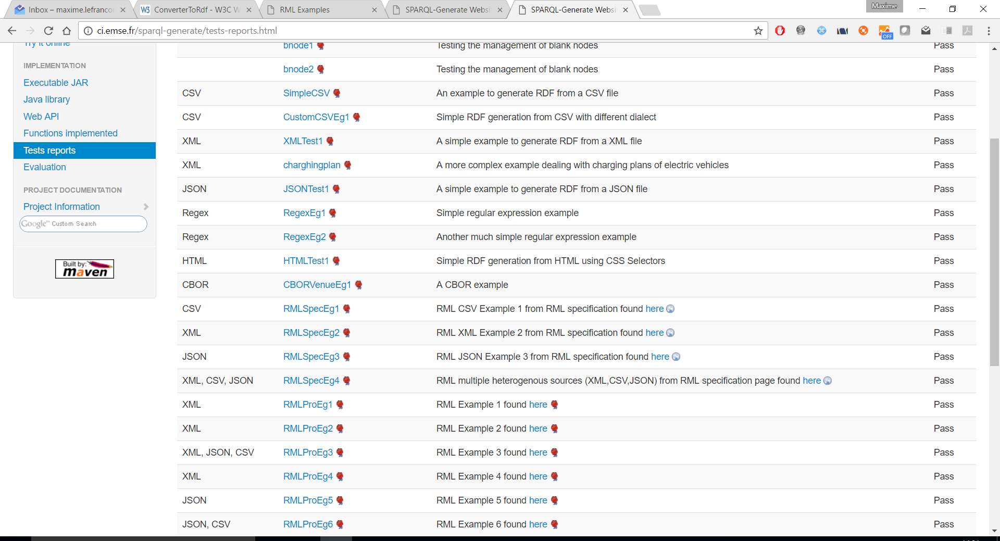 Inbox – maxime.lefrancoi
ConverterToRdf - W3C W
RML Examples
SPARQL-Generate Websi
SPARQL-Generate Websi
Maxime
ci.emse.fr/sparql-generate/tests-reports.html
OFF
Try it online
IMPLEMENTATION
Executable JAR
Java library
Web API
Functions implemented
Tests reports
Evaluation
PROJECT DOCUMENTATION
Project Information
Google™ Custom Search
Built by:
maven
bnode1 Testing the management of blank nodes Pass
bnode2 Testing the management of blank nodes Pass
CSV SimpleCSV An example to generate RDF from a CSV file Pass
CSV CustomCSVEg1 Simple RDF generation from CSV with different dialect Pass
XML XMLTest1 A simple example to generate RDF from a XML file Pass
XML charghingplan A more complex example dealing with charging plans of electric vehicles Pass
JSON JSONTest1 A simple example to generate RDF from a JSON file Pass
Regex RegexEg1 Simple regular expression example Pass
Regex RegexEg2 Another much simple regular expression example Pass
HTML HTMLTest1 Simple RDF generation from HTML using CSS Selectors Pass
CBOR CBORVenueEg1 A CBOR example Pass
CSV RMLSpecEg1 RML CSV Example 1 from RML specification found here Pass
XML RMLSpecEg2 RML XML Example 2 from RML specification found here Pass
JSON RMLSpecEg3 RML JSON Example 3 from RML specification found here Pass
XML, CSV, JSON RMLSpecEg4 RML multiple heterogenous sources (XML,CSV,JSON) from RML specification page found here Pass
XML RMLProEg1 RML Example 1 found here Pass
XML RMLProEg2 RML Example 2 found here Pass
XML, JSON, CSV RMLProEg3 RML Example 3 found here Pass
XML RMLProEg4 RML Example 4 found here Pass
JSON RMLProEg5 RML Example 5 found here Pass
JSON, CSV RMLProEg6 RML Example 6 found here Pass